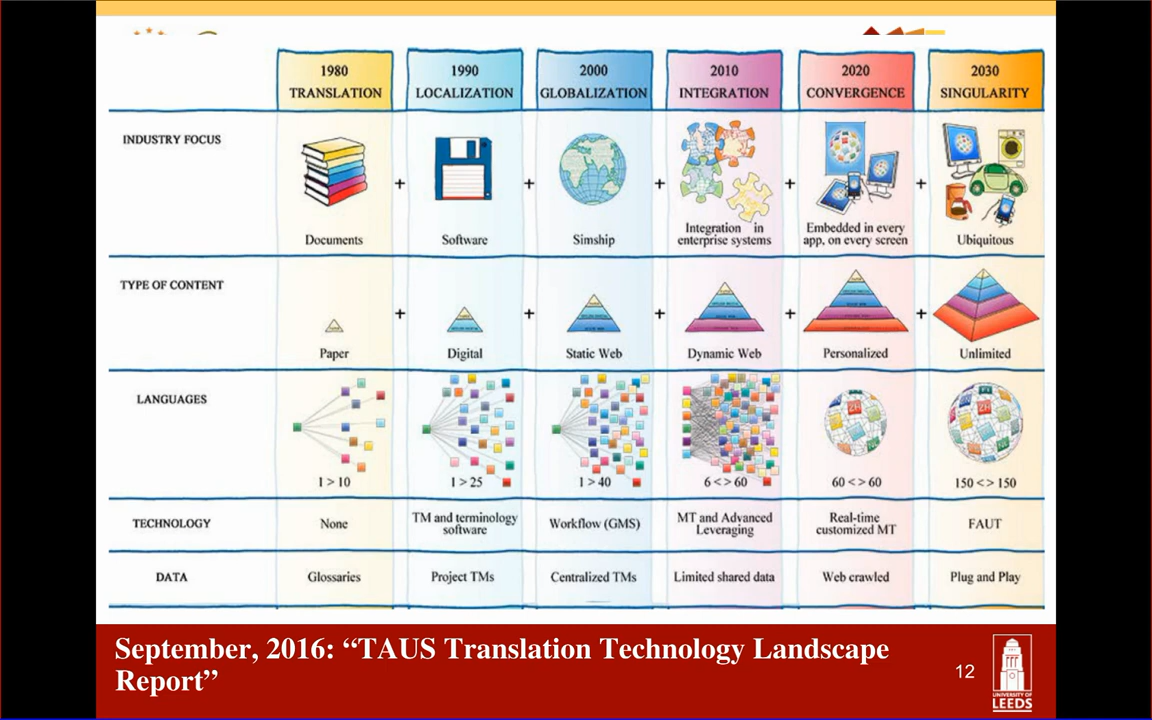 1980
TRANSLATION
1990
LOCALIZATION
2000
GLOBALIZATION
2010
INTEGRATION
2020
CONVERGENCE
2030
SINGULARITY
INDUSTRY FOCUS
+
+
+
+
+
Documents
Software
Simship
Integration in
enterprise systems
Embedded in every
app, on every screen
Ubiquitous
TYPE OF CONTENT
+
+
+
+
+
Paper
Digital
Static Web
Dynamic Web
Personalized
Unlimited
LANGUAGES
ZH
ZH
1 > 10
1 > 25
1 > 40
6 < > 60
60 < > 60
150 < > 150
TECHNOLOGY
None
TM and terminology
software
Workflow (GMS)
MT and Advanced
Leveraging
Real-time
customized MT
FAUT
DATA
Glossaries
Project TMs
Centralized TMs
Limited shared data
Web crawled
Plug and Play
September, 2016: “TAUS Translation Technology Landscape
Report”
12
UNIVERSITY OF
LEEDS